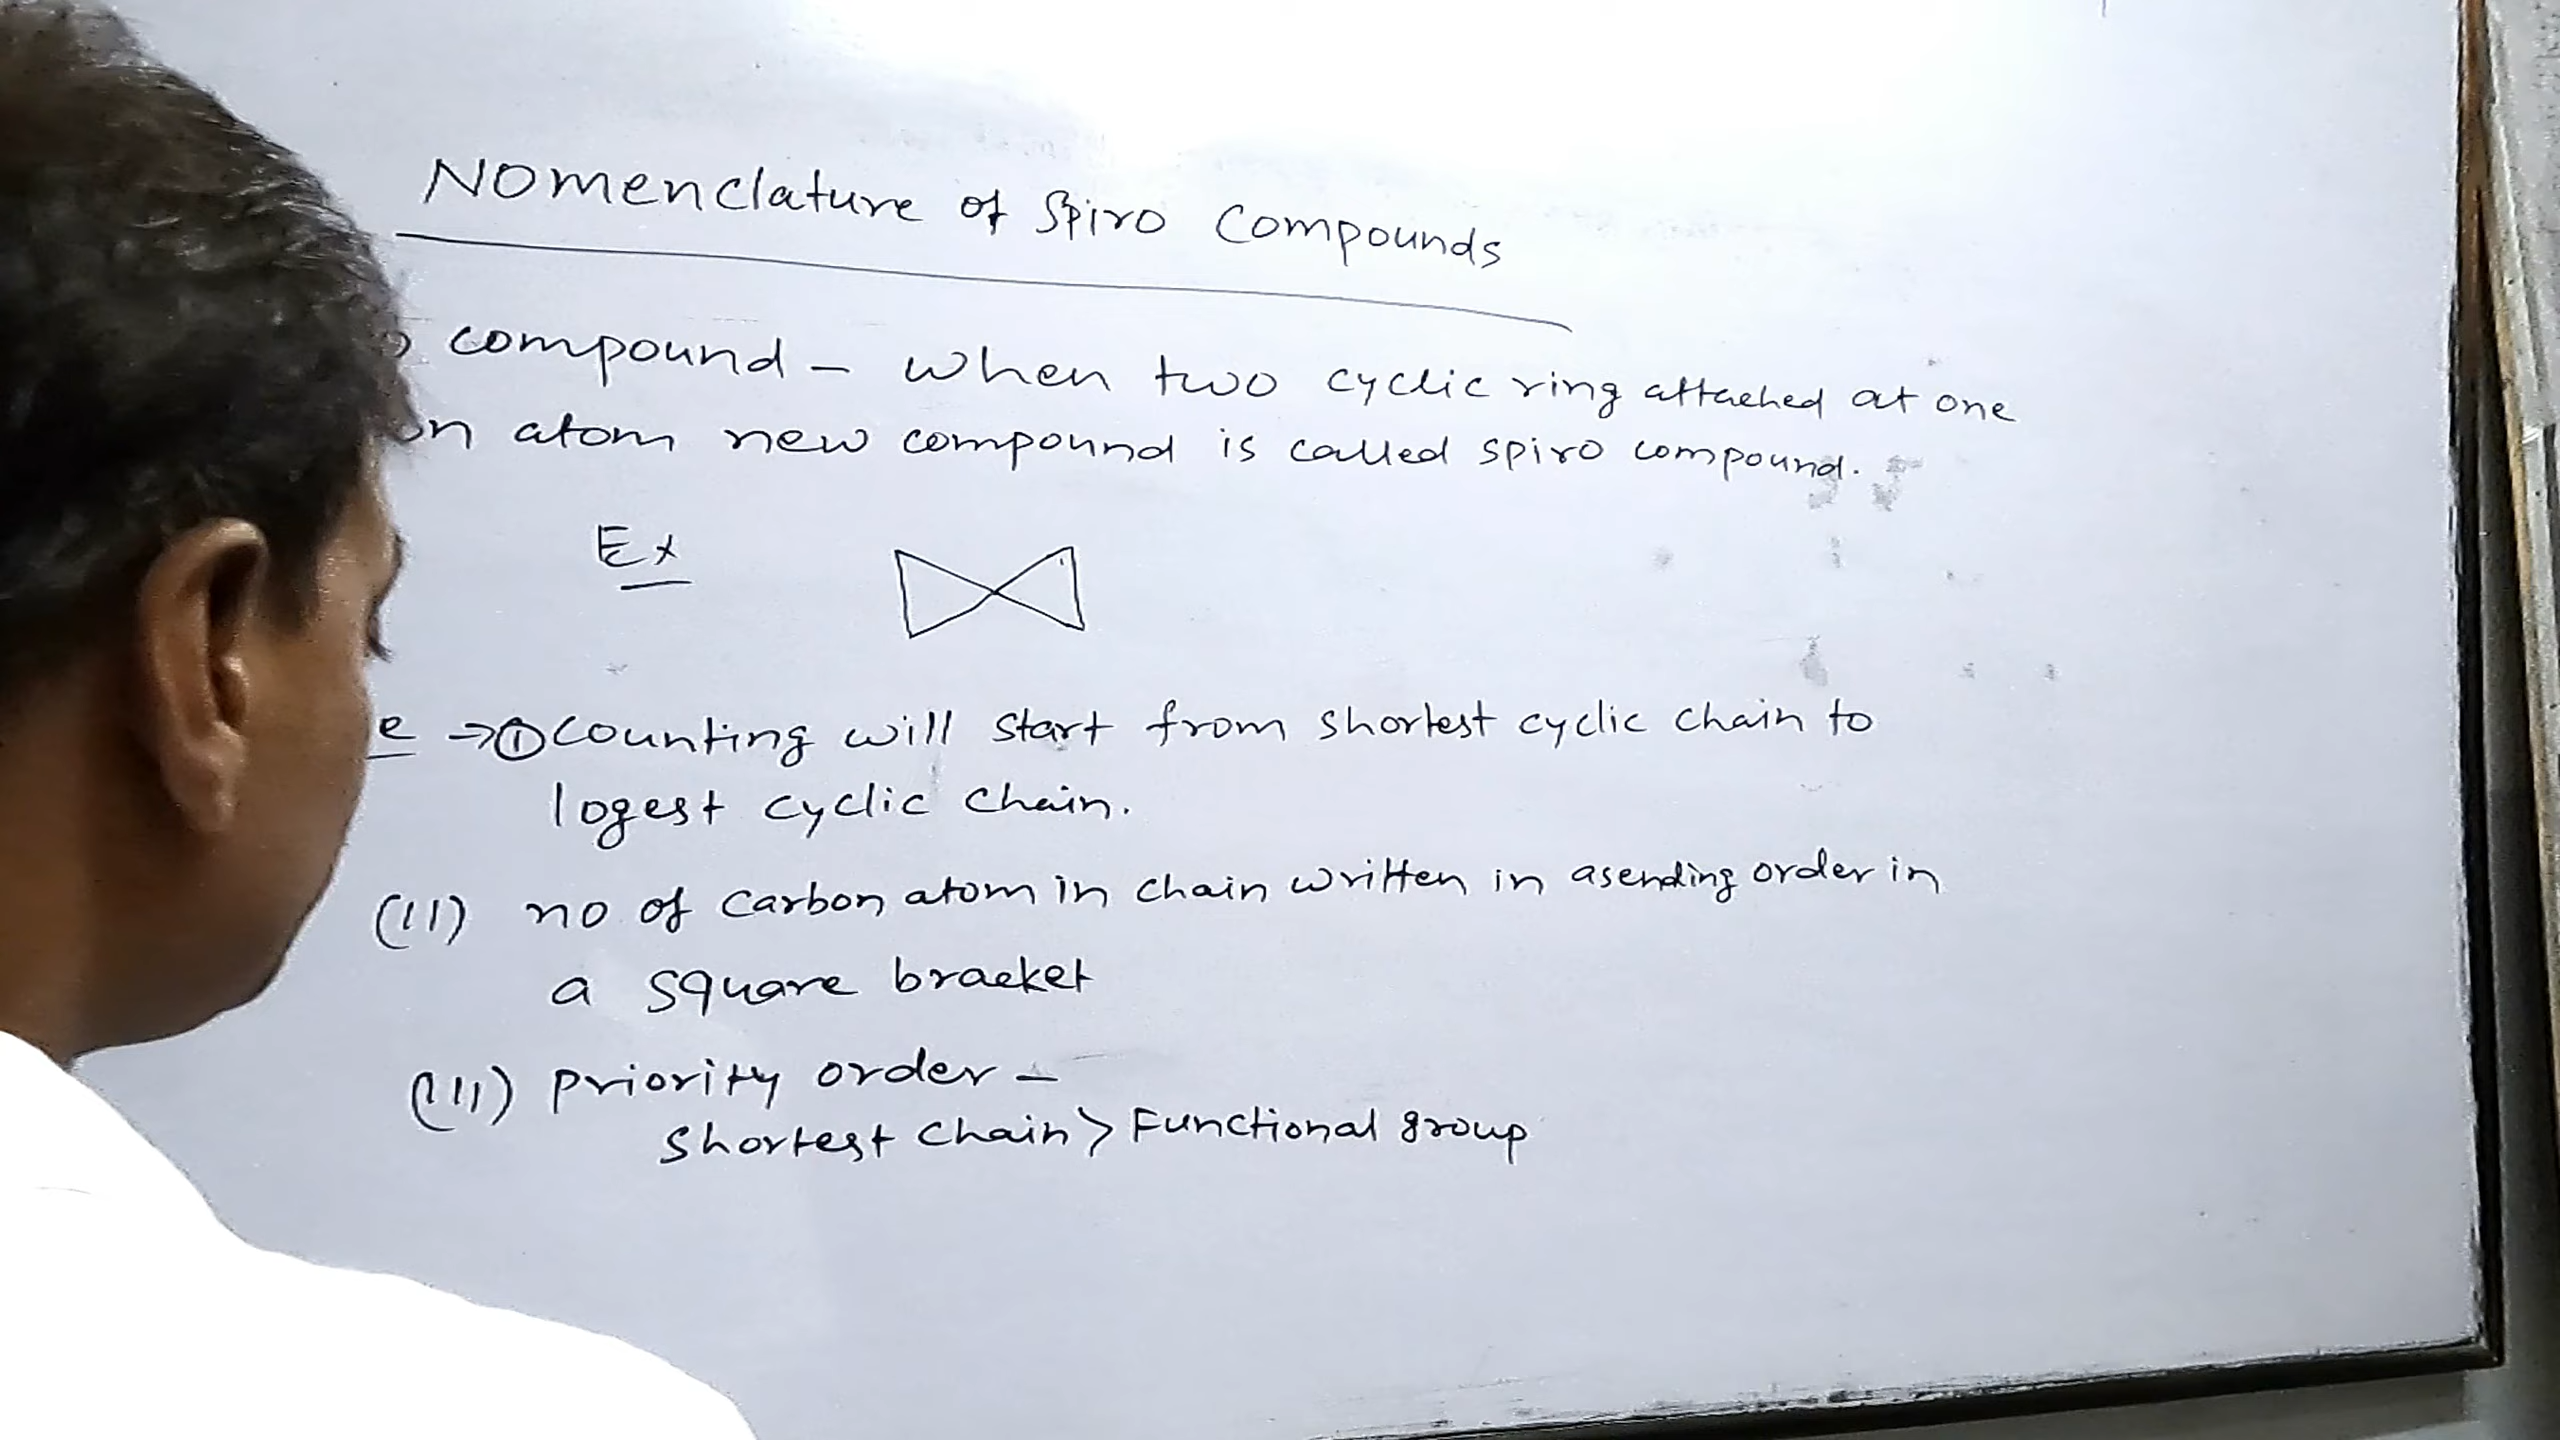 Nomenclature of Spiro Compounds
compound - when two cyclic ring attached at one
atom new compound is called spiro compound.
Ex
→ ① Counting will start from shortest cyclic chain to
logest cyclic chain.
(II) no of carbon atom in chain written in asending order in
a square bracket
(III) Priority order -
shortest chain > Functional group